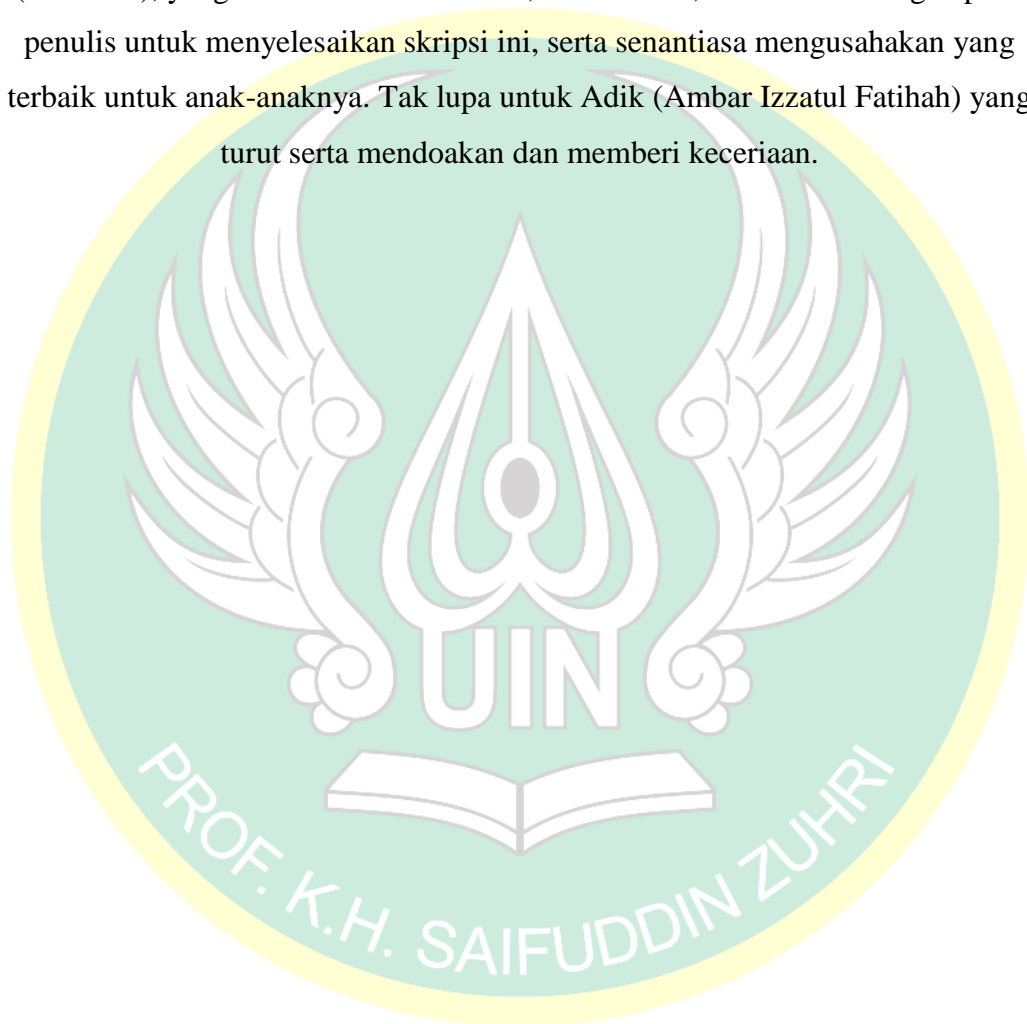 penulis untuk menyelesaikan skripsi ini, serta senantiasa mengusahakan yang
terbaik untuk anak-anaknya. Tak lupa untuk Adik (Ambar Izzatul Fatihah) yang
turut serta mendoakan dan memberi keceriaan.
UIN
PROF. K.H. SAIFUDDIN ZUHRI